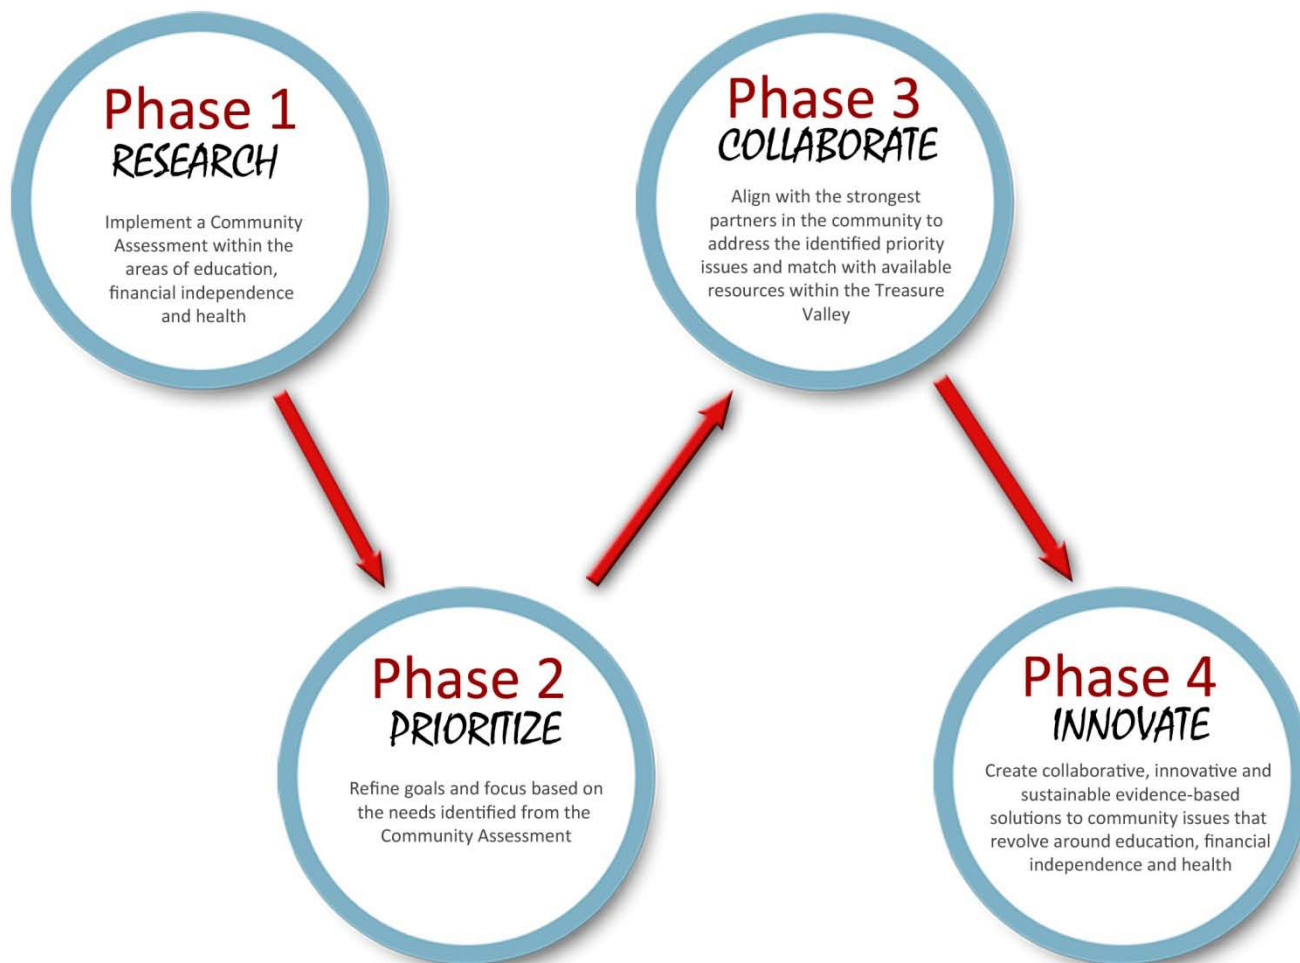 Phase 1
RESEARCH
Implement a Community
Assessment within the
areas of education,
financial independence
and health
Phase 2
PRIORITIZE
Refine goals and focus based on
the needs identified from the
Community Assessment
Phase 3
COLLABORATE
Align with the strongest
partners in the community to
address the identified priority
issues and match with available
resources within the Treasure
Valley
Phase 4
INNOVATE
Create collaborative, innovative and
sustainable evidence-based
solutions to community issues that
revolve around education, financial
independence and health